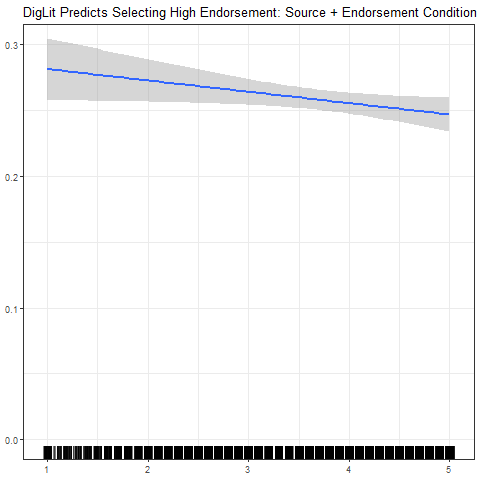 DigLit Predicts Selecting High Endorsement: Source + Endorsement Condition
0.3
0.2
0.1
0.0
1 2 3 4 5